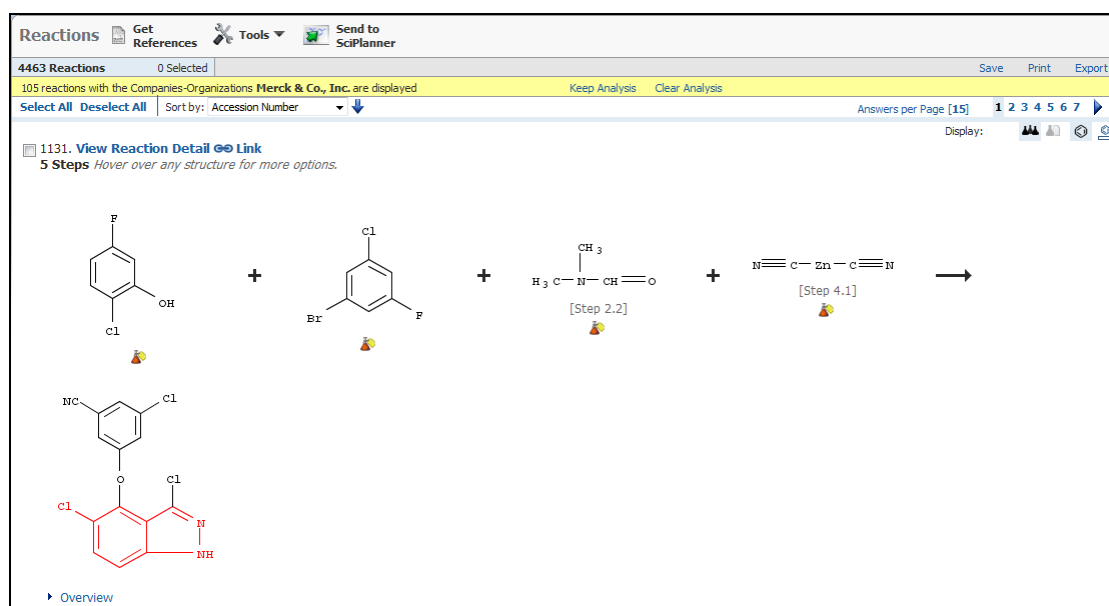 Reactions Get References Tools Send to SciPlanner
4463 Reactions 0 Selected Save Print Export
105 reactions with the Companies-Organizations Merck & Co., Inc. are displayed Keep Analysis Clear Analysis
Select All Deselect All Sort by: Accession Number Answers per Page [15] 1 2 3 4 5 6 7
Display:
1131. View Reaction Detail Link
5 Steps Hover over any structure for more options.
F
OH
Cl
+
Cl
Br
F
+
CH3
H3C N CH O
[Step 2.2]
+
N C Zn C N
[Step 4.1]
NC
Cl
O
Cl
Cl
N
NH
Overview